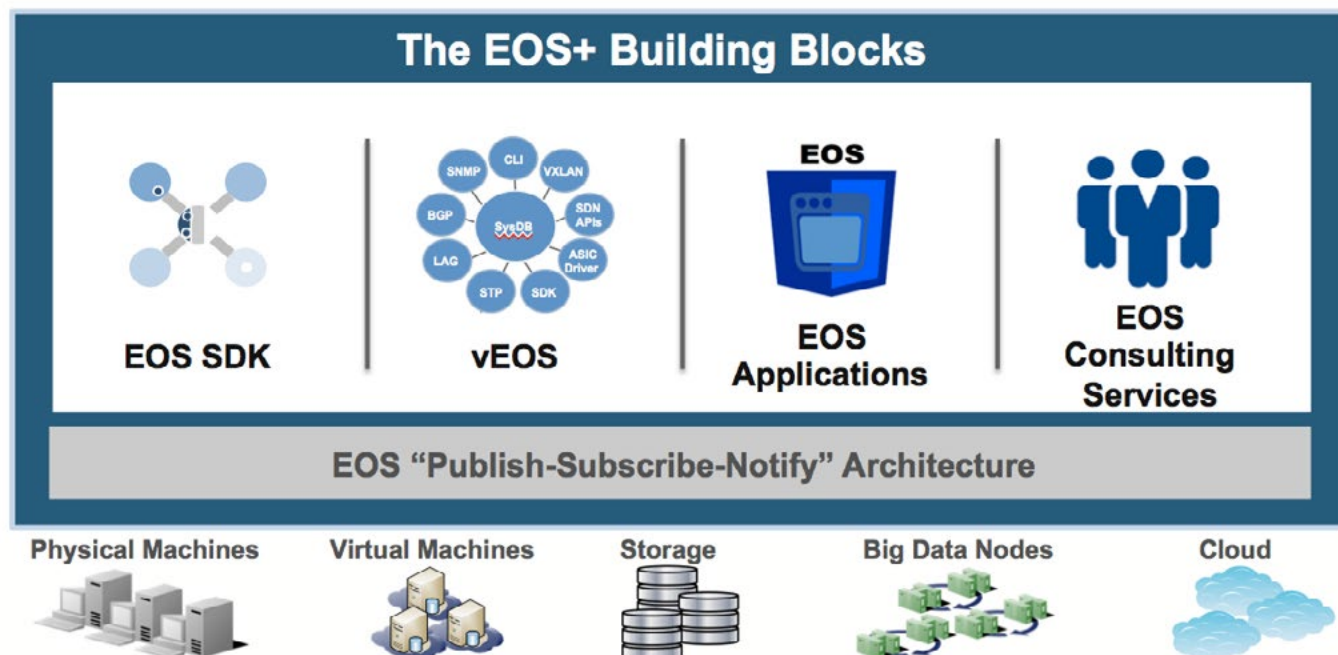 The EOS+ Building Blocks
EOS SDK
SNMP
CLI
VXLAN
BGP
SysDB
SDN
APIs
LAG
ASIC
Driver
STP
SDK
vEOS
EOS
EOS
Applications
EOS
Consulting
Services
EOS “Publish-Subscribe-Notify” Architecture
Physical Machines
Virtual Machines
Storage
Big Data Nodes
Cloud